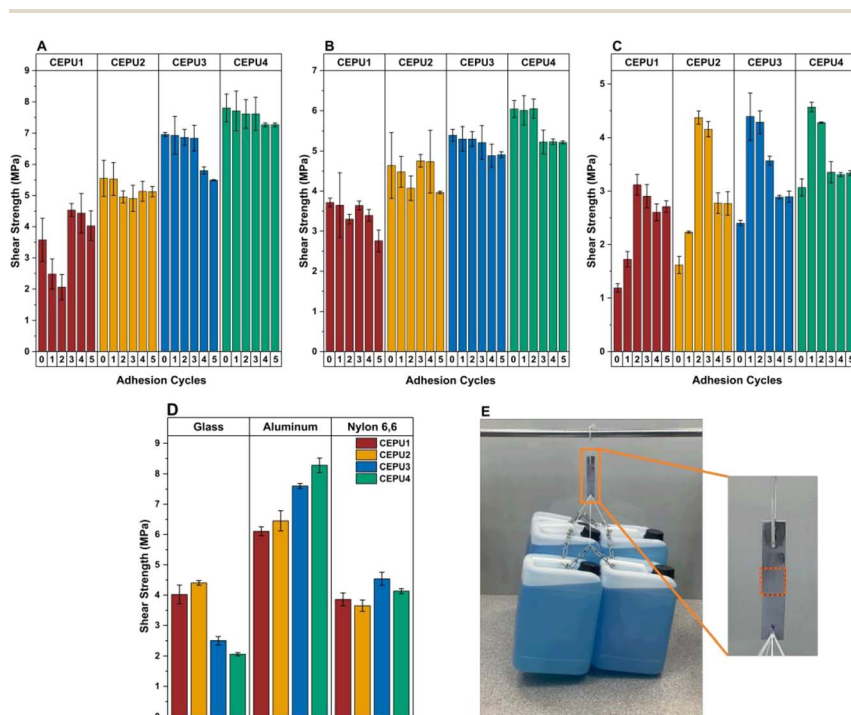 A
CEPU1 CEPU2 CEPU3 CEPU4
9
8
7
6
5
4
3
2
1
0
Shear Strength (MPa)
0 1 2 3 4 5 0 1 2 3 4 5 0 1 2 3 4 5 0 1 2 3 4 5
Adhesion Cycles
B
CEPU1 CEPU2 CEPU3 CEPU4
7
6
5
4
3
2
1
0
Shear Strength (MPa)
0 1 2 3 4 5 0 1 2 3 4 5 0 1 2 3 4 5 0 1 2 3 4 5
Adhesion Cycles
C
CEPU1 CEPU2 CEPU3 CEPU4
5
4
3
2
1
0
Shear Strength (MPa)
0 1 2 3 4 5 0 1 2 3 4 5 0 1 2 3 4 5 0 1 2 3 4 5
Adhesion Cycles
D
Glass Aluminum Nylon 6,6
CEPU1
CEPU2
CEPU3
CEPU4
9
8
7
6
5
4
3
2
1
Shear Strength (MPa)
E